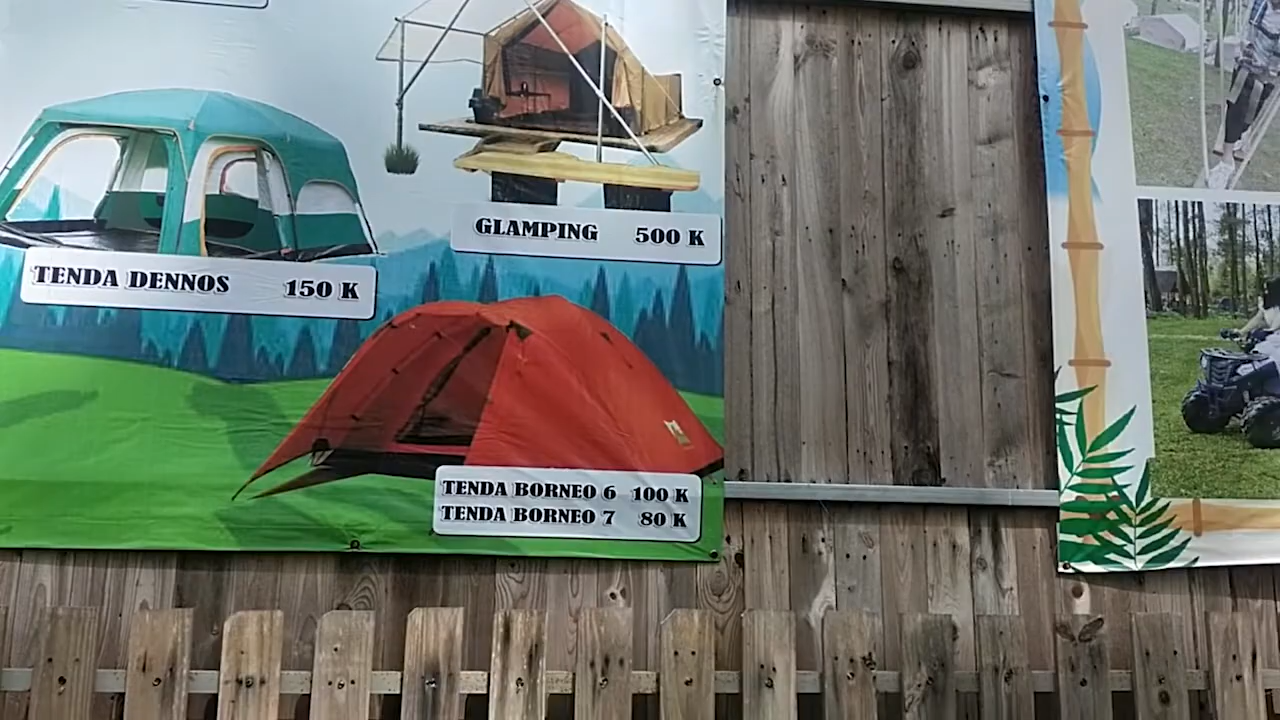 GLAMPING 500 K
TENDA DENNOS 150 K
TENDA BORNEO 6 100 K
TENDA BORNEO 7 80 K